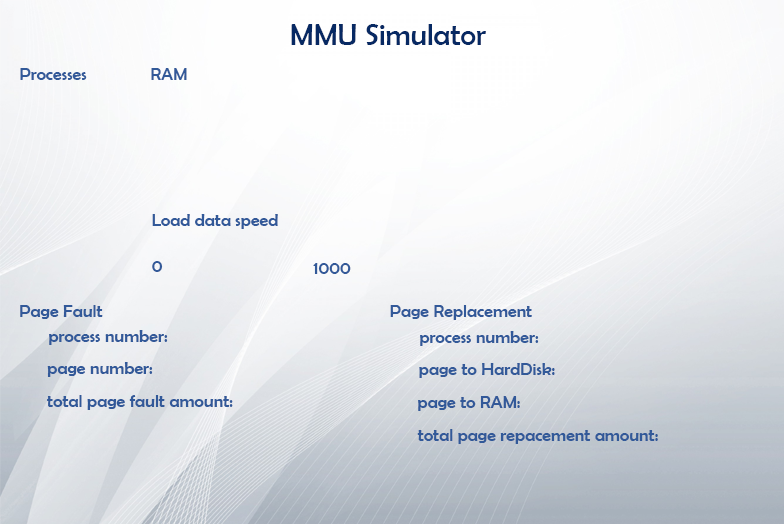 MMU Simulator
Processes RAM
Load data speed
0 1000
Page Fault
process number:
page number:
total page fault amount:
Page Replacement
process number:
page to HardDisk:
page to RAM:
total page repacement amount: